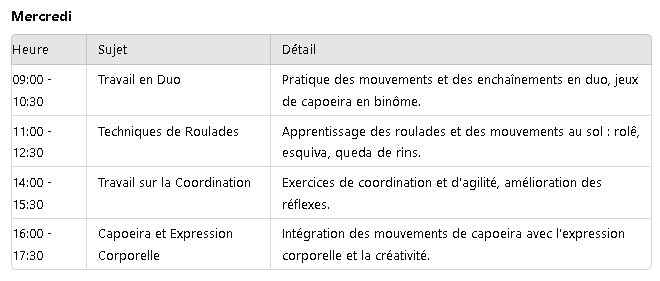 Mercredi
Heure Sujet Détail
09:00 - Travail en Duo Pratique des mouvements et des enchaînements en duo, jeux
10:30 de capoeira en binôme.
11:00 - Techniques de Roulades Apprentissage des roulades et des mouvements au sol : rolê,
12:30 esquiva, queda de rins.
14:00 - Travail sur la Coordination Exercices de coordination et d'agilité, amélioration des
15:30 réflexes.
16:00 - Capoeira et Expression Intégration des mouvements de capoeira avec l'expression
17:30 Corporelle corporelle et la créativité.